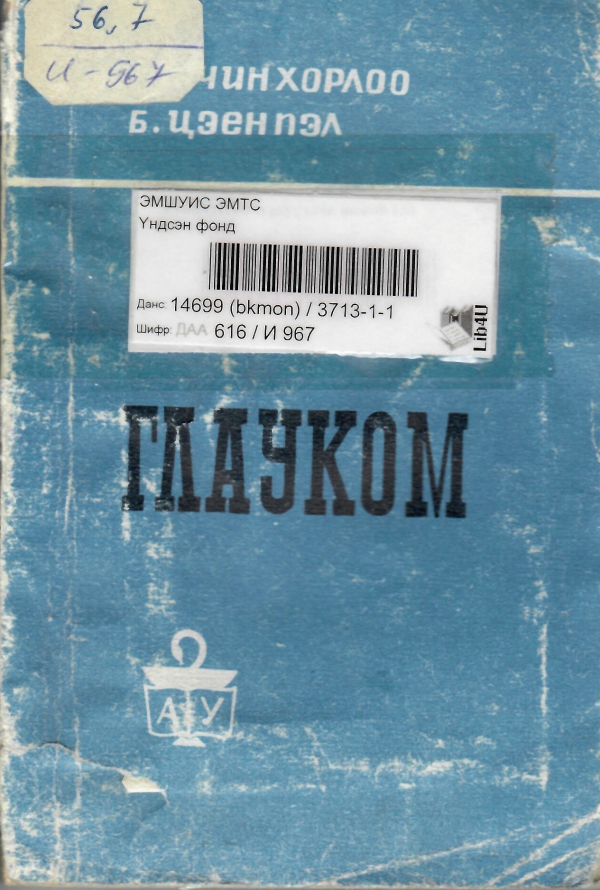 56,7
И-967
ЧИНХОРЛОО
Б. ЦЭЕНПЭЛ
ЭМШУИС ЭМТС
Үндсэн фонд
Данс: 14699 (bkmon) / 3713-1-1
Шифр: ДАА 616 / И 967
Lib4U
ГЛАУКОМ
АУ